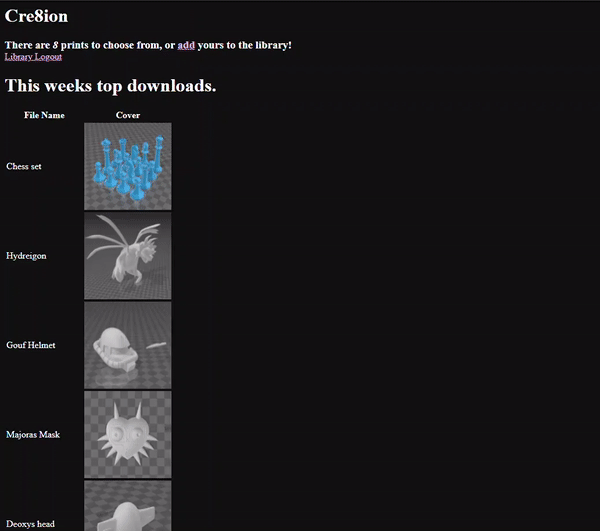 Cre8ion
There are 8 prints to choose from, or add yours to the library!
Library Logout
This weeks top downloads.
File Name Cover
Chess set
Hydreigon
Gouf Helmet
Majoras Mask
Deoxys head